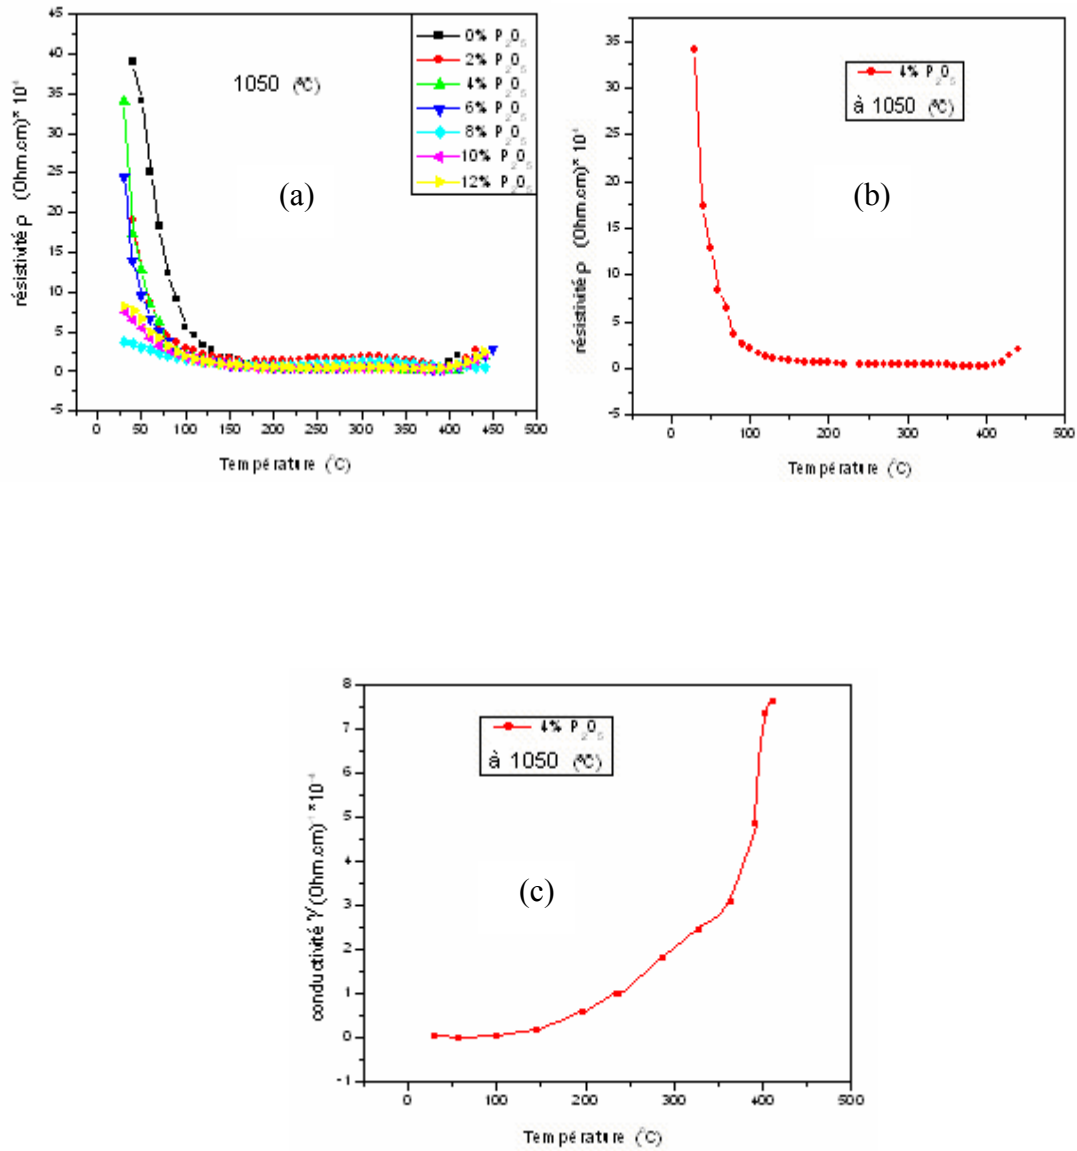 45
40
35
30
25
20
15
10
5
0
-5
résistivité ρ (Ohm.cm)* 10
1050 (°C)
(a)
0% P2O5
2% P2O5
4% P2O5
6% P2O5
8% P2O5
10% P2O5
12% P2O5
0 50 100 150 200 250 300 350 400 450 500
Température (°C)
35
30
25
20
15
10
5
0
-5
résistivité ρ (Ohm.cm)* 10
4% P2O5
à 1050 (°C)
(b)
0 100 200 300 400 500
Température (°C)
8
7
6
5
4
3
2
1
0
-1
conductivité γ (Ohm.cm) *10
4% P2O5
à 1050 (°C)
(c)
0 100 200 300 400 500
Température (°C)